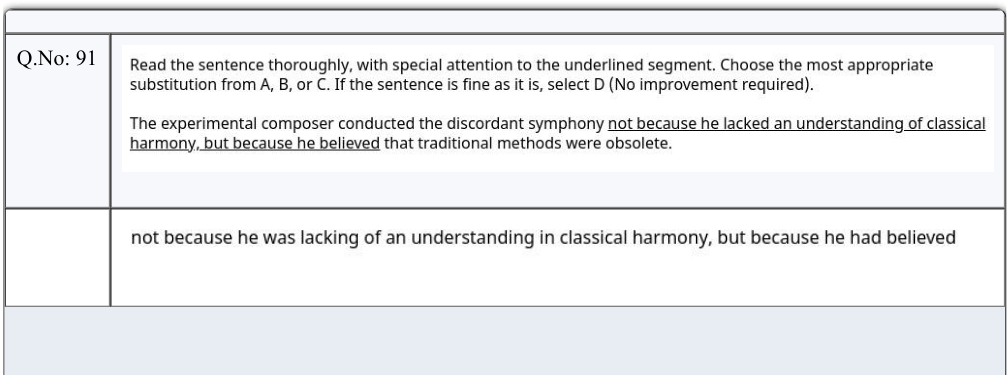 Q.No: 91
Read the sentence thoroughly, with special attention to the underlined segment. Choose the most appropriate
substitution from A, B, or C. If the sentence is fine as it is, select D (No improvement required).
The experimental composer conducted the discordant symphony not because he lacked an understanding of classical
harmony, but because he believed that traditional methods were obsolete.
not because he was lacking of an understanding in classical harmony, but because he had believed